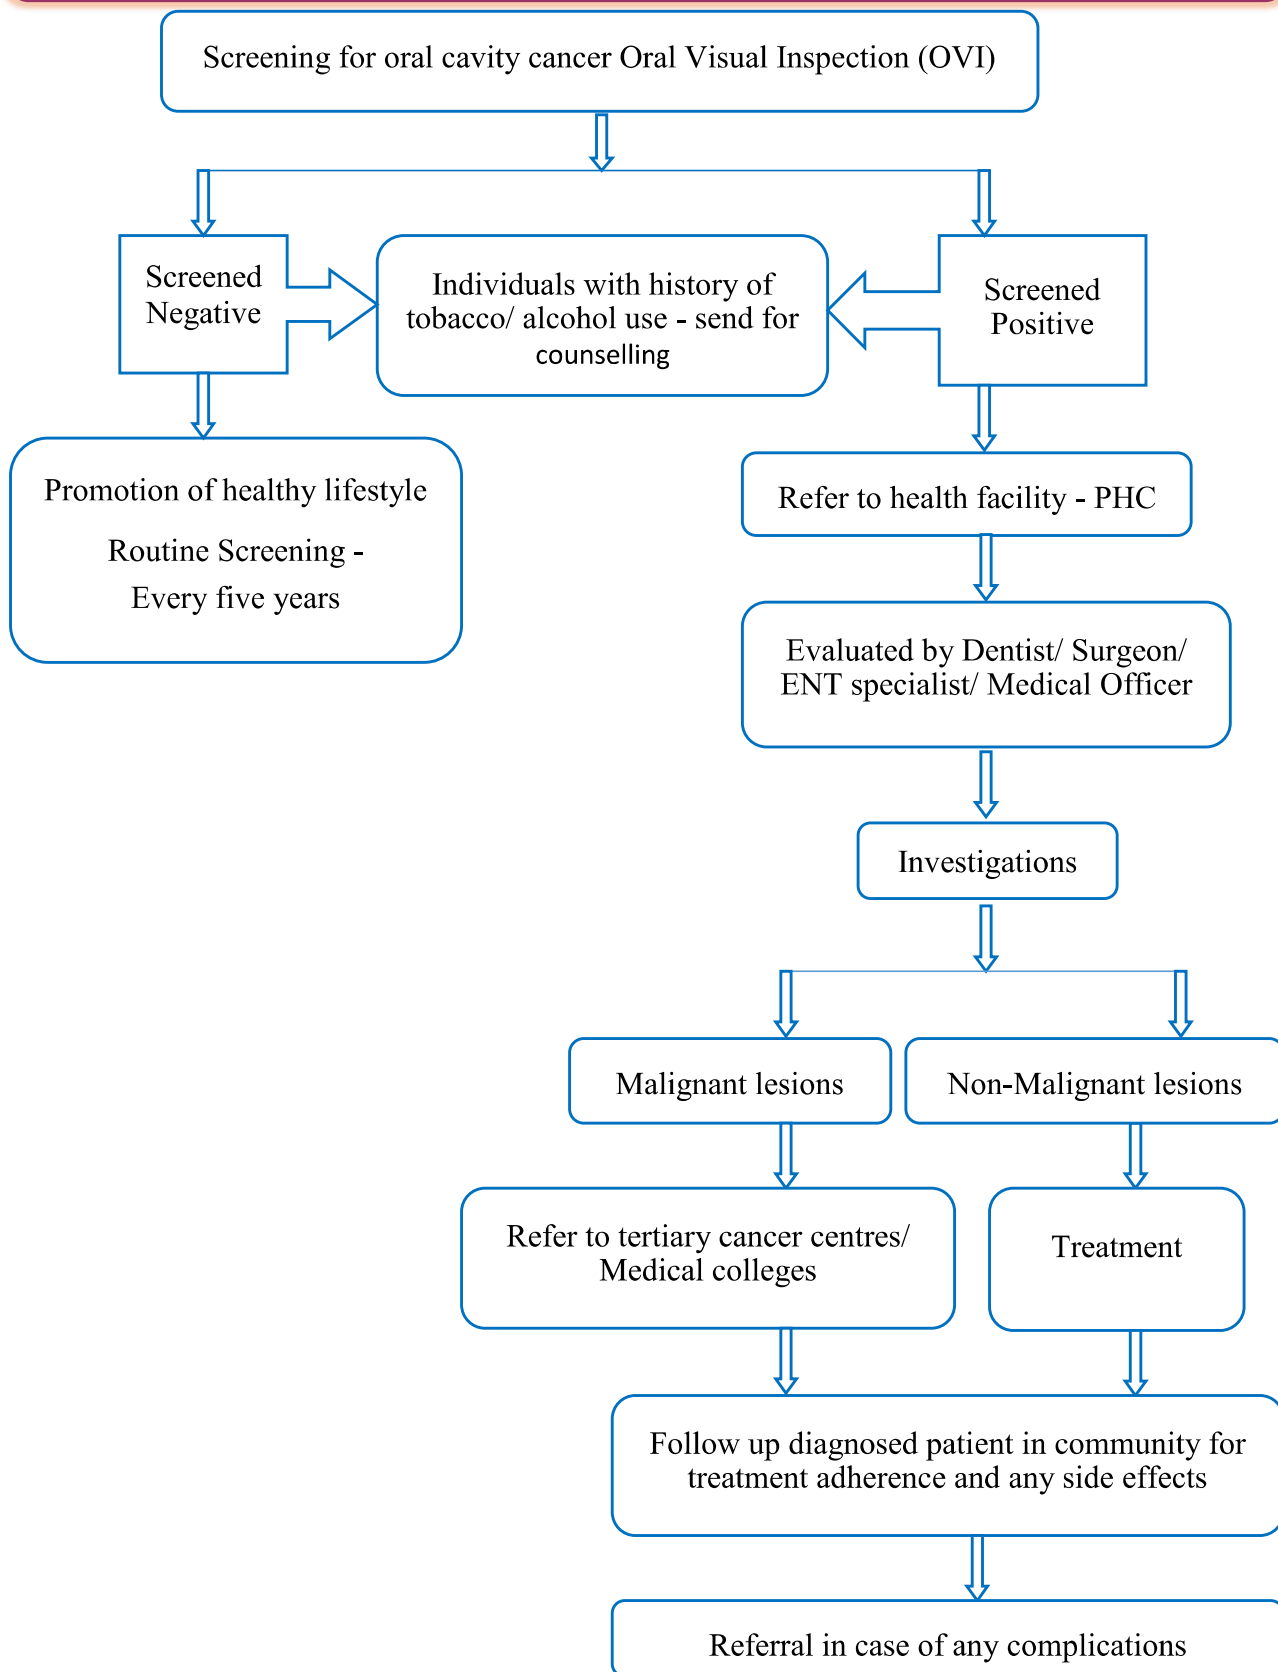 Screening for oral cavity cancer Oral Visual Inspection (OVI)
Screened
Negative
Individuals with history of
tobacco/ alcohol use - send for
counselling
Screened
Positive
Promotion of healthy lifestyle
Routine Screening -
Every five years
Refer to health facility - PHC
Evaluated by Dentist/ Surgeon/
ENT specialist/ Medical Officer
Investigations
Malignant lesions
Non-Malignant lesions
Refer to tertiary cancer centres/
Medical colleges
Treatment
Follow up diagnosed patient in community for
treatment adherence and any side effects
Referral in case of any complications